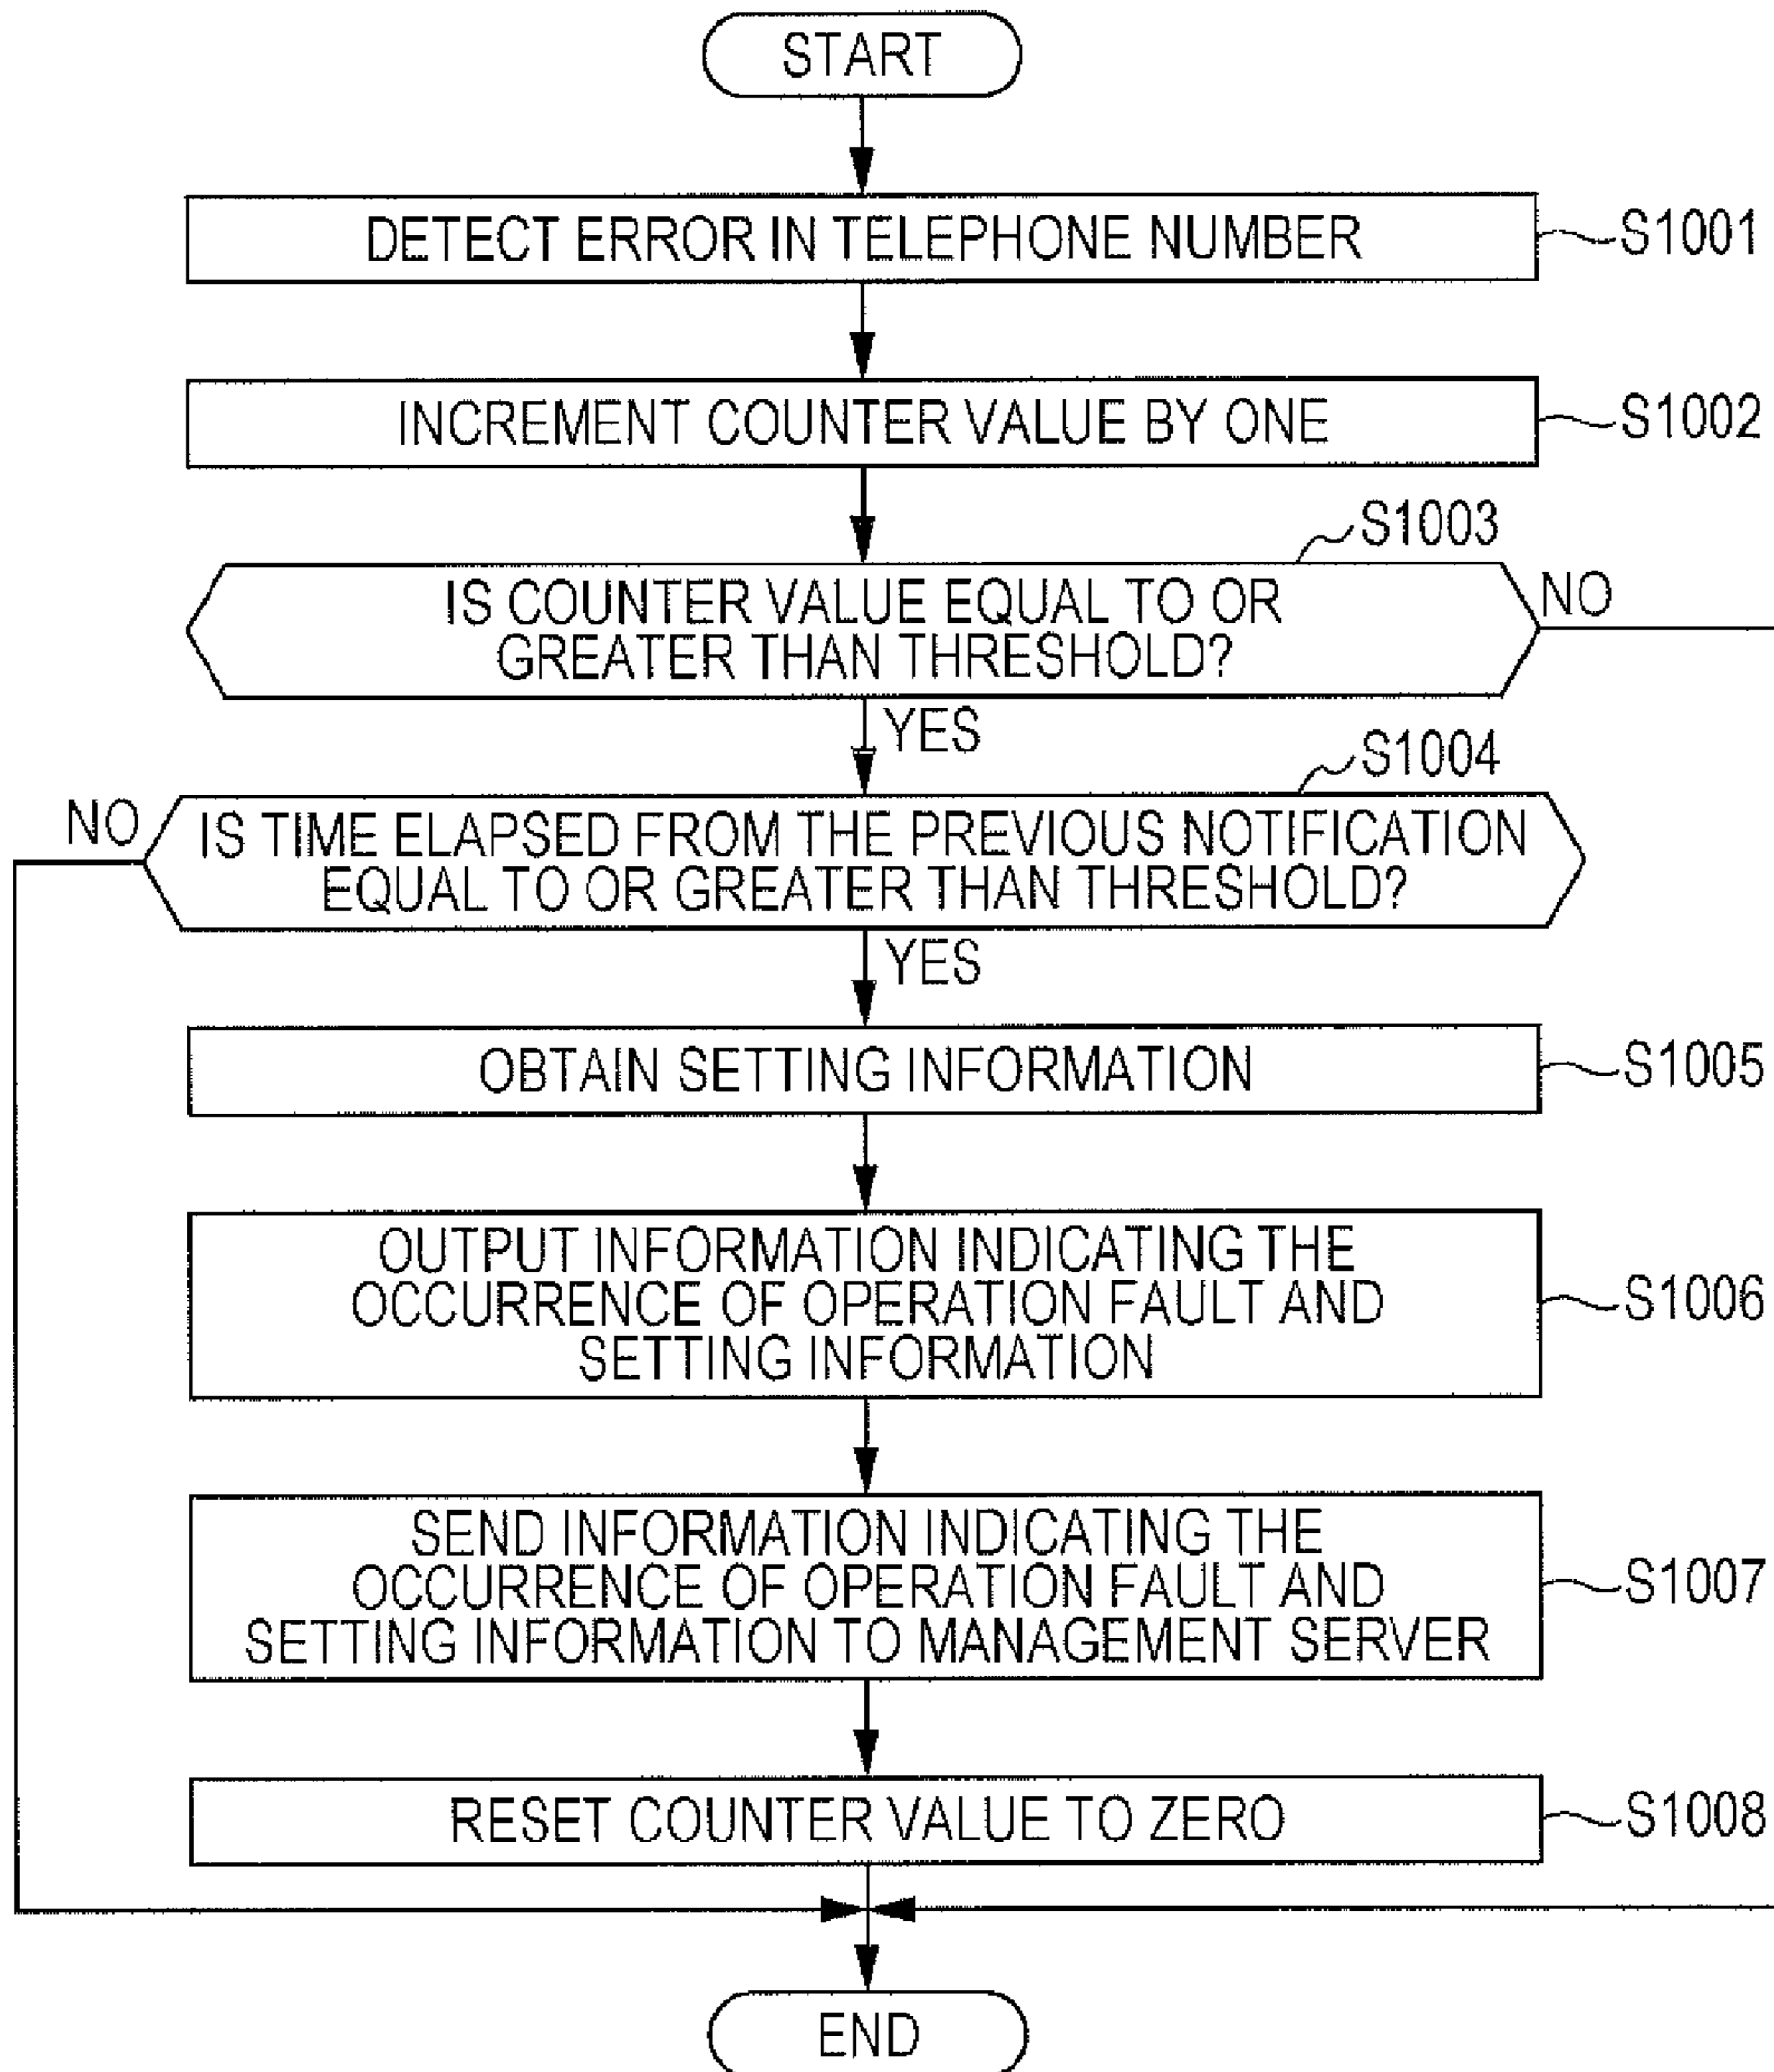 START
DETECT ERROR IN TELEPHONE NUMBER
S1001
INCREMENT COUNTER VALUE BY ONE
S1002
S1003
IS COUNTER VALUE EQUAL TO OR
GREATER THAN THRESHOLD?
NO
YES
S1004
NO
IS TIME ELAPSED FROM THE PREVIOUS NOTIFICATION
EQUAL TO OR GREATER THAN THRESHOLD?
YES
OBTAIN SETTING INFORMATION
S1005
OUTPUT INFORMATION INDICATING THE
OCCURRENCE OF OPERATION FAULT AND
SETTING INFORMATION
S1006
SEND INFORMATION INDICATING THE
OCCURRENCE OF OPERATION FAULT AND
SETTING INFORMATION TO MANAGEMENT SERVER
S1007
RESET COUNTER VALUE TO ZERO
S1008
END